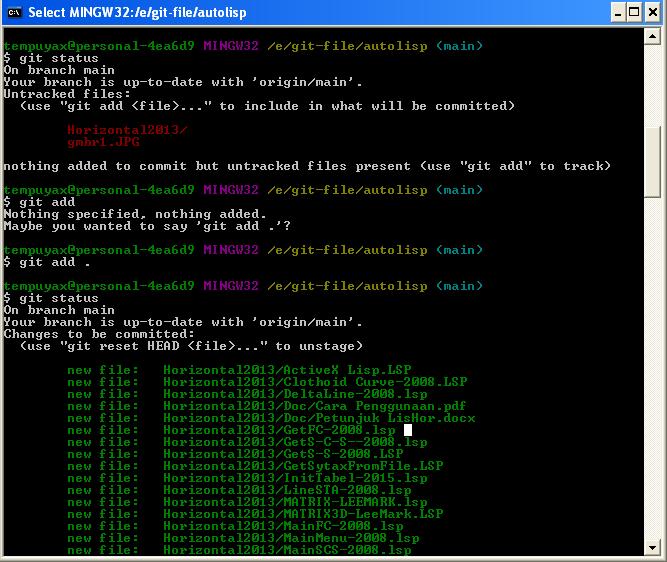 Select MINGW32:/e/git-file/autolisp
tempuyax@personal-4ea6d9 MINGW32 /e/git-file/autolisp (main)
$ git status
On branch main
Your branch is up-to-date with 'origin/main'.
Untracked files:
  (use "git add <file>..." to include in what will be committed)
        Horizontal2013/
        gmbr1.JPG
nothing added to commit but untracked files present (use "git add" to track)
tempuyax@personal-4ea6d9 MINGW32 /e/git-file/autolisp (main)
$ git add
Nothing specified, nothing added.
Maybe you wanted to say 'git add .'?
tempuyax@personal-4ea6d9 MINGW32 /e/git-file/autolisp (main)
$ git add .
tempuyax@personal-4ea6d9 MINGW32 /e/git-file/autolisp (main)
$ git status
On branch main
Your branch is up-to-date with 'origin/main'.
Changes to be committed:
  (use "git reset HEAD <file>..." to unstage)
        new file:   Horizontal2013/ActiveX Lisp.LSP
        new file:   Horizontal2013/Clothoid Curve-2008.LSP
        new file:   Horizontal2013/DeltaLine-2008.lsp
        new file:   Horizontal2013/Doc/Cara Penggunaan.pdf
        new file:   Horizontal2013/Doc/Petunjuk LisHor.docx
        new file:   Horizontal2013/GetFC-2008.lsp
        new file:   Horizontal2013/GetS-C-S--2008.lsp
        new file:   Horizontal2013/GetS-S-2008.LSP
        new file:   Horizontal2013/GetSytaxFromFile.LSP
        new file:   Horizontal2013/InitTabel-2015.lsp
        new file:   Horizontal2013/LineSTA-2008.lsp
        new file:   Horizontal2013/MATRIX-LEEMARK.lsp
        new file:   Horizontal2013/MATRIX3D-LeeMark.LSP
        new file:   Horizontal2013/MainFC-2008.lsp
        new file:   Horizontal2013/MainMenu-2008.lsp
        new file:   Horizontal2013/MainSCS-2008.lsp